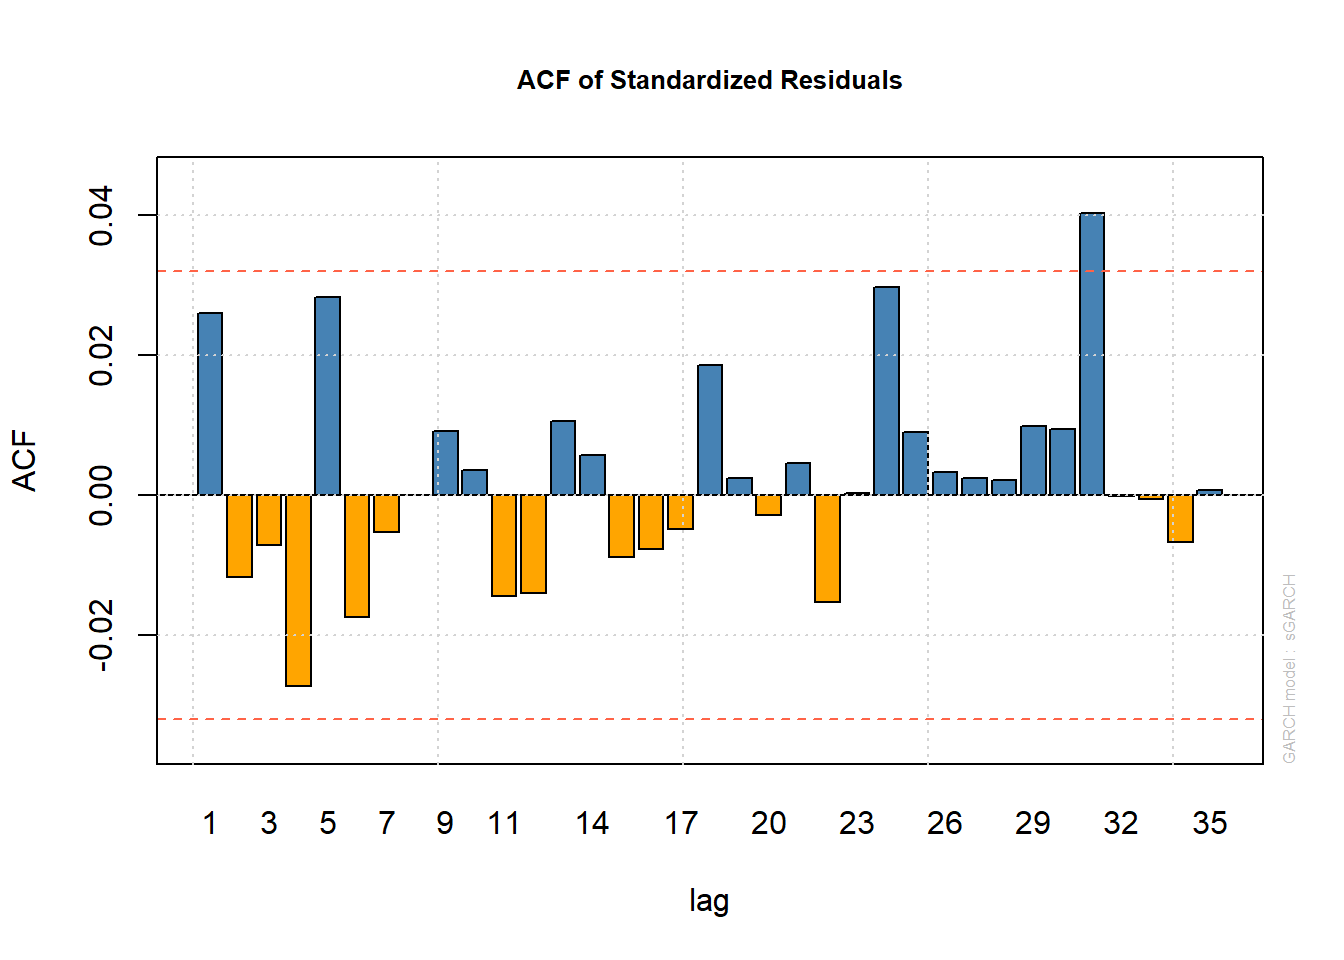 ACF of Standardized Residuals
ACF
0.04
0.02
0.00
-0.02
1 3 5 7 9 11 14 17 20 23 26 29 32 35
lag
GARCH model : sGARCH